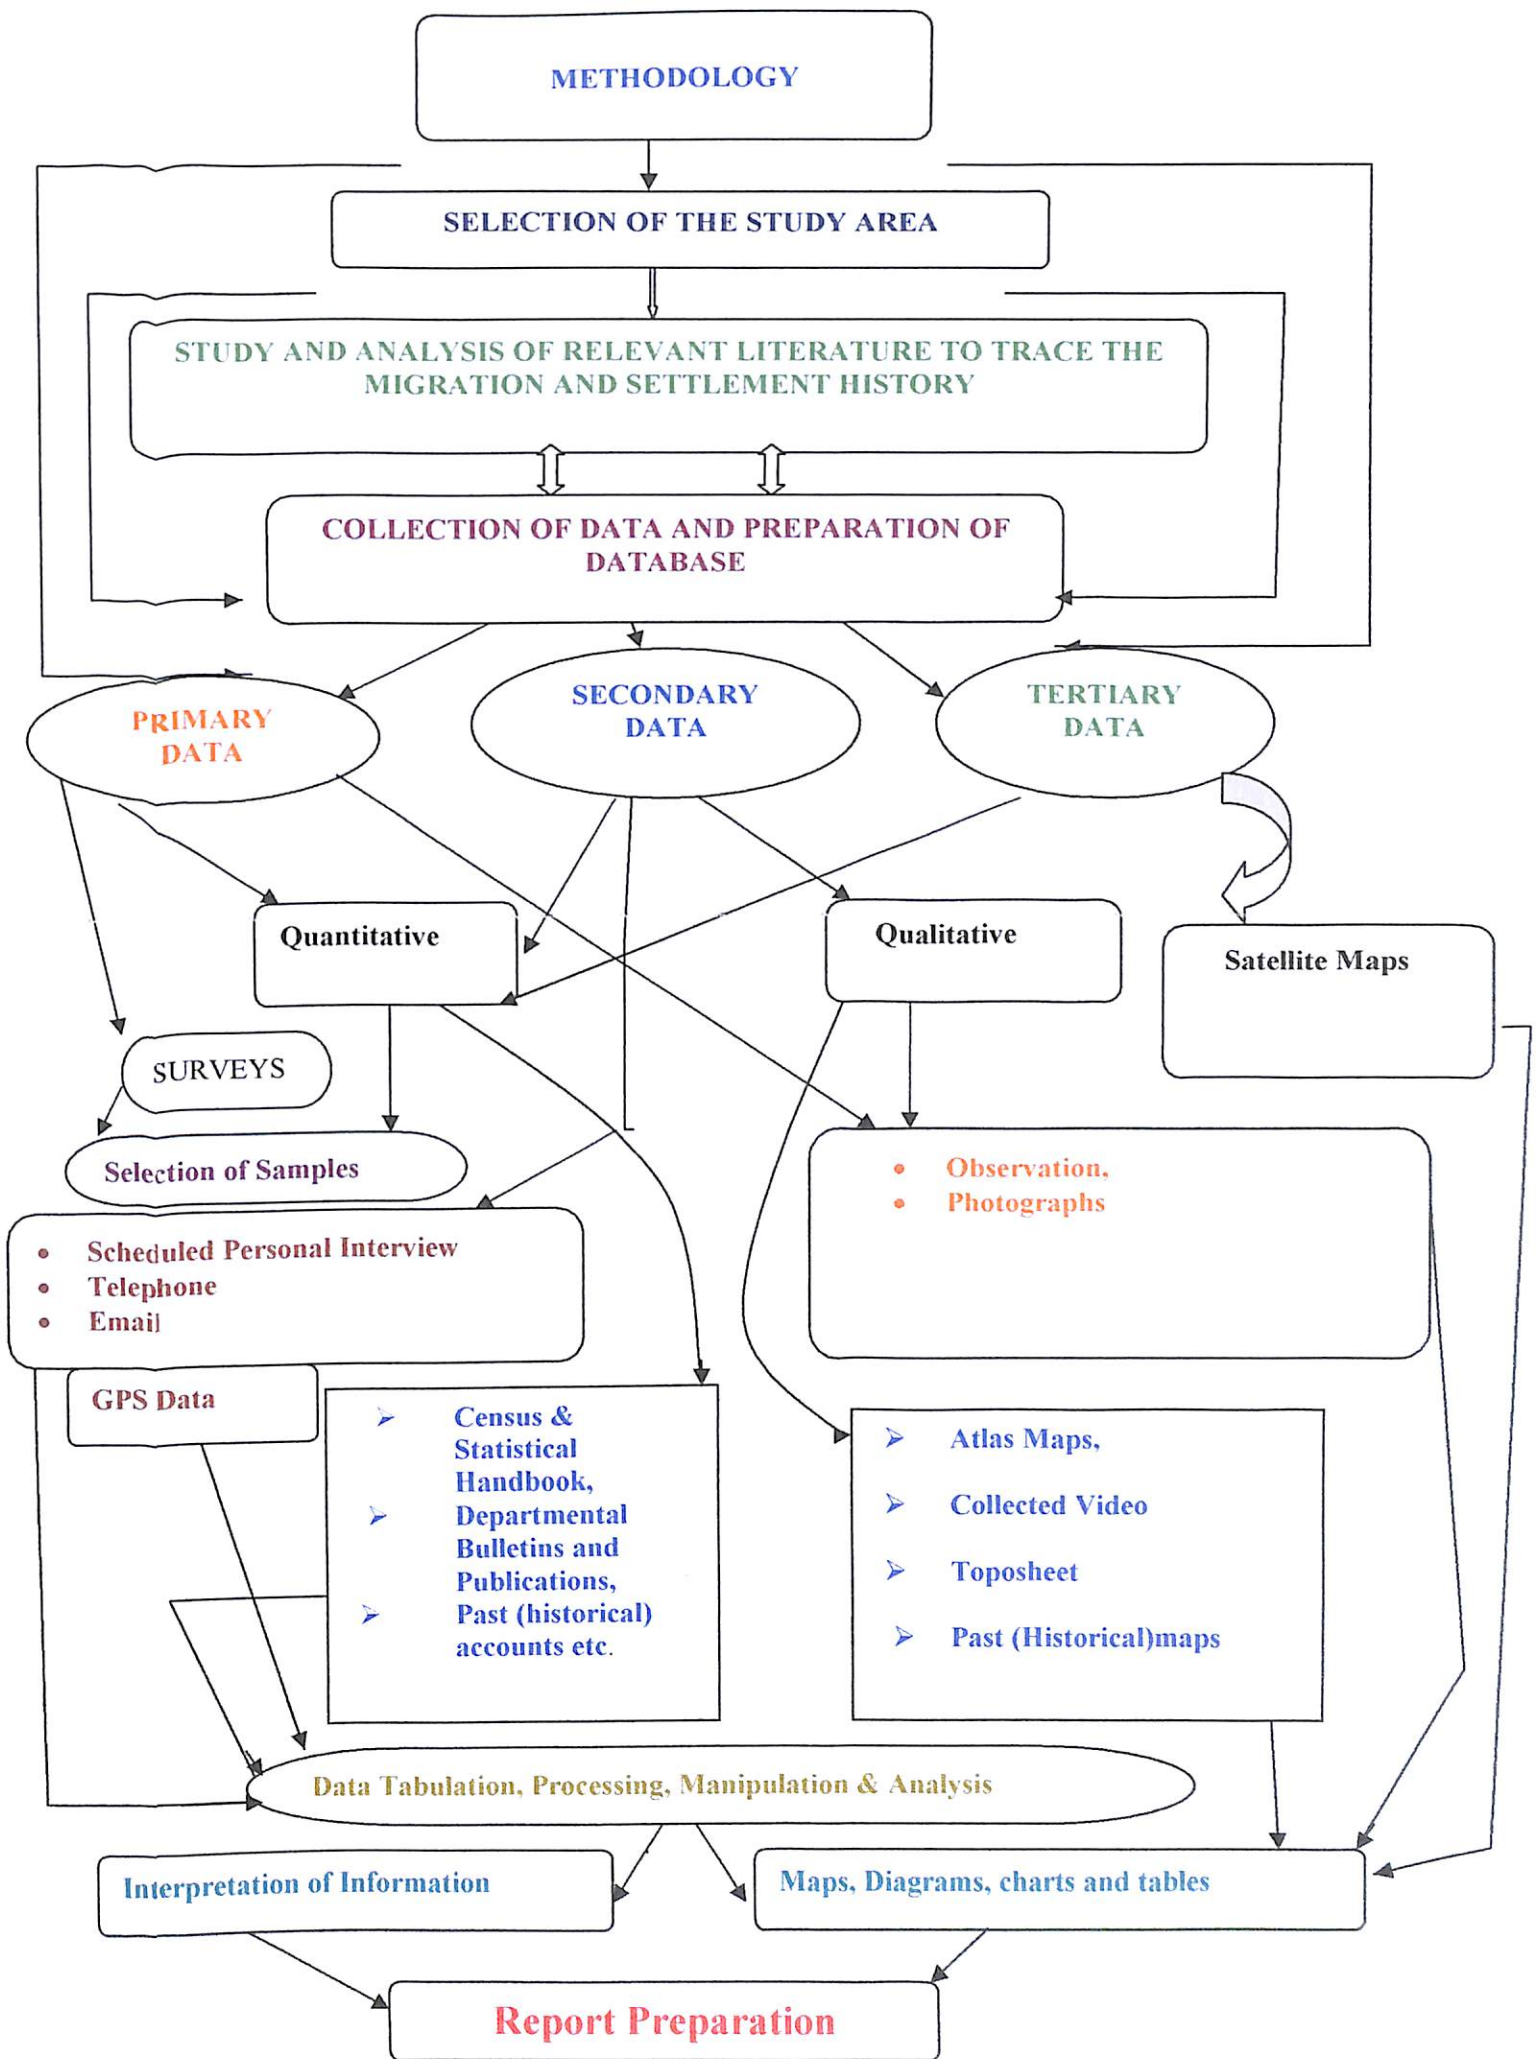 METHODOLOGY
SELECTION OF THE STUDY AREA
STUDY AND ANALYSIS OF RELEVANT LITERATURE TO TRACE THE
MIGRATION AND SETTLEMENT HISTORY
COLLECTION OF DATA AND PREPARATION OF
DATABASE
PRIMARY
DATA
SECONDARY
DATA
TERTIARY
DATA
Quantitative
Qualitative
Satellite Maps
SURVEYS
Selection of Samples
• Observation,
• Photographs
• Scheduled Personal Interview
• Telephone
• Email
GPS Data
➢ Census &
Statistical
Handbook,
➢ Departmental
Bulletins and
Publications,
➢ Past (historical)
accounts etc.
➢ Atlas Maps,
➢ Collected Video
➢ Toposheet
➢ Past (Historical)maps
Data Tabulation, Processing, Manipulation & Analysis
Interpretation of Information
Maps, Diagrams, charts and tables
Report Preparation